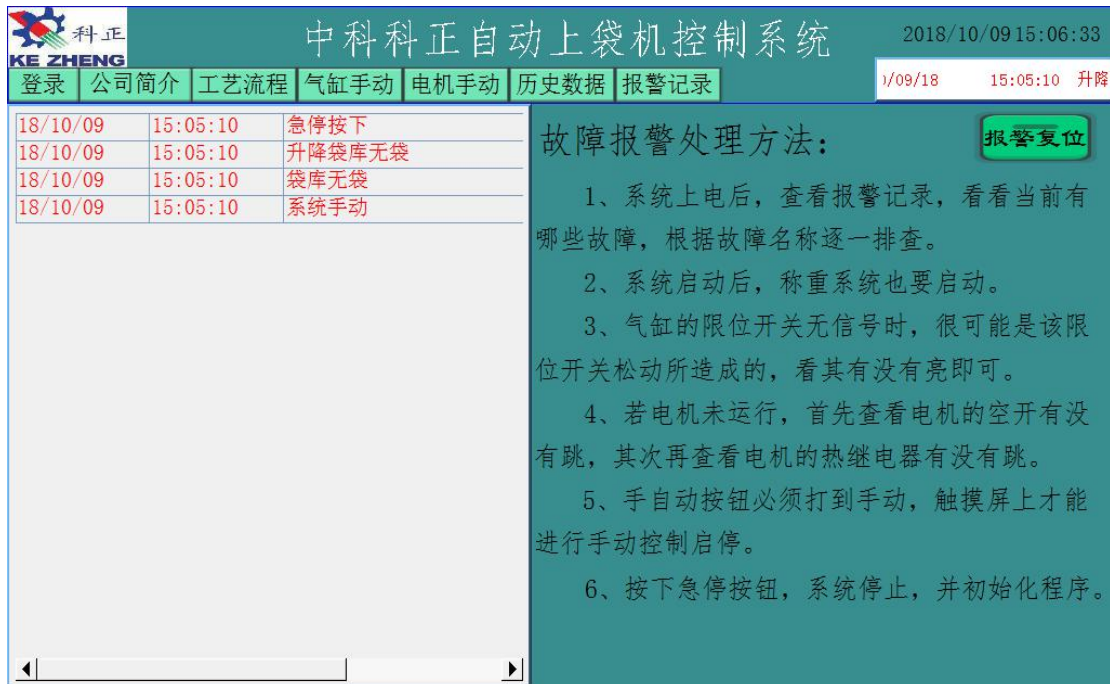 科正
KE ZHENG
中科科正自动上袋机控制系统
2018/10/09 15:06:33
登录 公司简介 工艺流程 气缸手动 电机手动 历史数据 报警记录
)/09/18 15:05:10 升降
18/10/09 15:05:10 急停按下
18/10/09 15:05:10 升降袋库无袋
18/10/09 15:05:10 袋库无袋
18/10/09 15:05:10 系统手动
故障报警处理方法：
报警复位
1、系统上电后，查看报警记录，看看当前有
哪些故障，根据故障名称逐一排查。
2、系统启动后，称重系统也要启动。
3、气缸的限位开关无信号时，很可能是该限
位开关松动所造成的，看其有没有亮即可。
4、若电机未运行，首先查看电机的空开有没
有跳，其次再查看电机的热继电器有没有跳。
5、手自动按钮必须打到手动，触摸屏上才能
进行手动控制启停。
6、按下急停按钮，系统停止，并初始化程序。